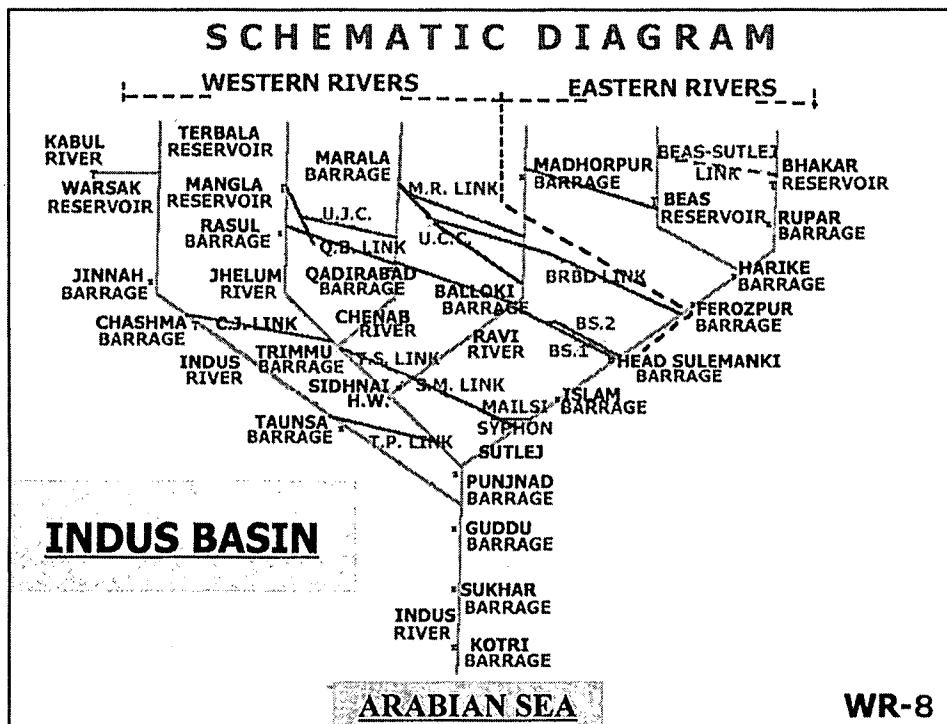 SCHEMATIC DIAGRAM
WESTERN RIVERS
EASTERN RIVERS
KABUL
RIVER
WARSAK
RESERVOIR
TERBALA
RESERVOIR
MANGLA
RESERVOIR
RASUL
BARRAGE
MARALA
BARRAGE
M.R. LINK
U.J.C.
U.C.C.
Q.B. LINK
MADHORPUR
BARRAGE
BEAS-SUTLEJ
LINK
BHAKAR
RESERVOIR
BEAS
RESERVOIR
RUPAR
BARRAGE
JINNAH
BARRAGE
JHELUM
RIVER
QADIRABAD
BARRAGE
BRBD LINK
HARIKE
BARRAGE
BALLOKI
BARRAGE
FEROZPUR
BARRAGE
CHASHMA
BARRAGE
C.J. LINK
CHENAB
RIVER
RAVI
RIVER
BS.2
BS.1
HEAD SULEMANKI
BARRAGE
INDUS
RIVER
TRIMMU
BARRAGE
T.S. LINK
SIDHNAI
H.W.
S.M. LINK
MAILSI
SYPHON
ISLAM
BARRAGE
TAUNSA
BARRAGE
T.P. LINK
SUTLEJ
PUNJNAD
BARRAGE
INDUS BASIN
GUDDU
BARRAGE
SUKHAR
BARRAGE
INDUS
RIVER
KOTRI
BARRAGE
ARABIAN SEA
WR-8